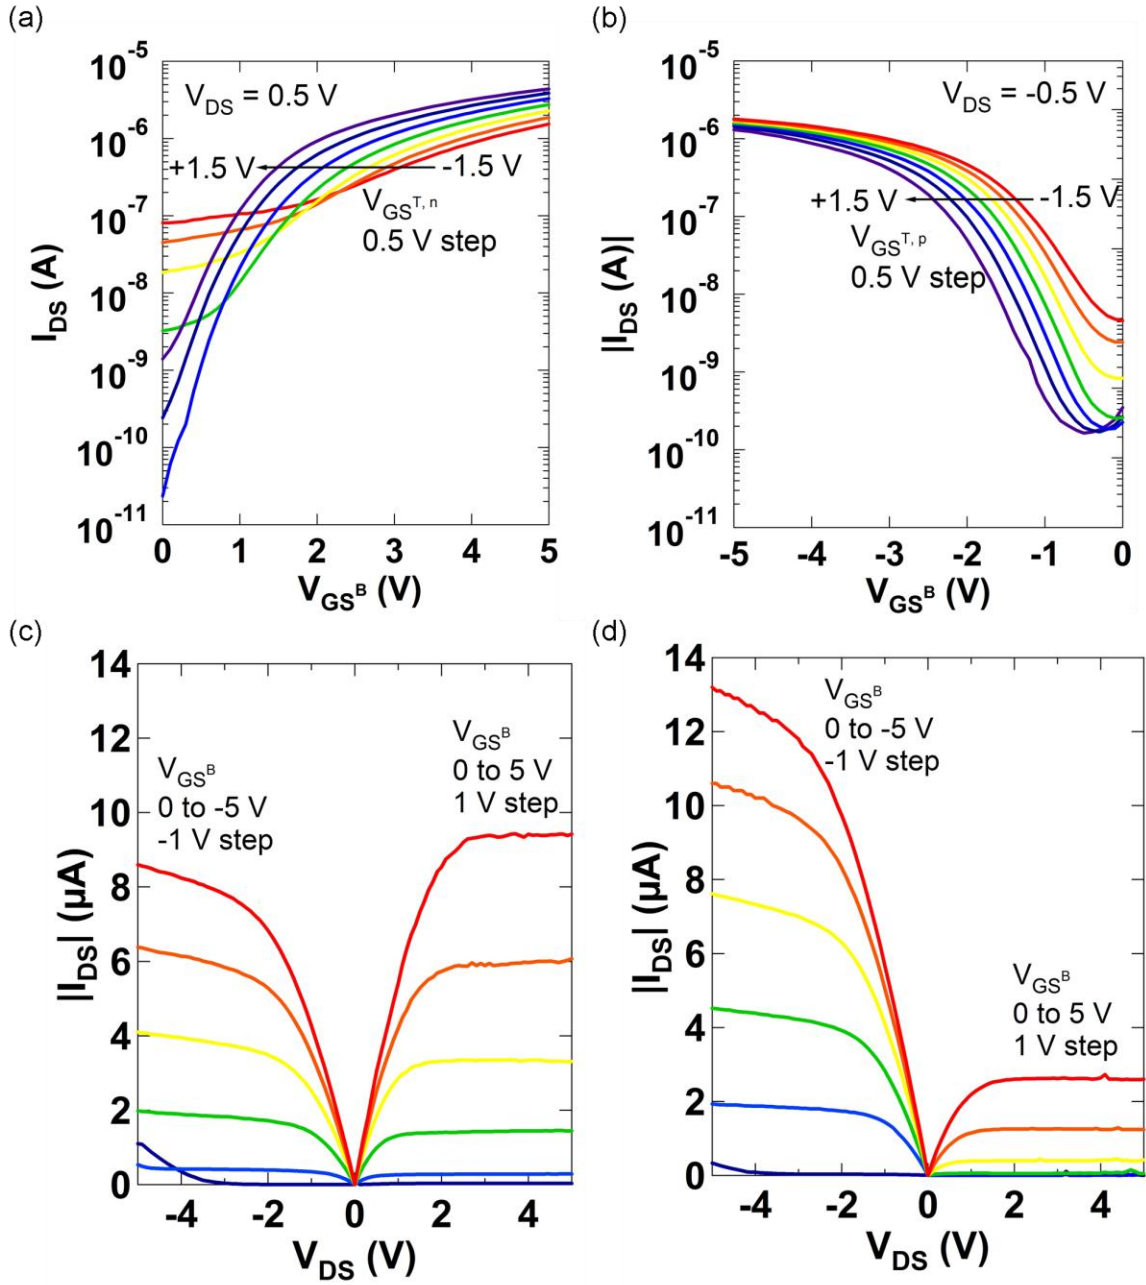 (a)
10⁻⁵
V_DS = 0.5 V
10⁻⁶
+1.5 V
-1.5 V
10⁻⁷
V_GS^T, n
0.5 V step
10⁻⁸
I_DS (A)
10⁻⁹
10⁻¹⁰
10⁻¹¹
0 1 2 3 4 5
V_GS^B (V)
(b)
10⁻⁵
V_DS = -0.5 V
10⁻⁶
+1.5 V
-1.5 V
10⁻⁷
V_GS^T, p
0.5 V step
10⁻⁸
|I_DS (A)|
10⁻⁹
10⁻¹⁰
10⁻¹¹
-5 -4 -3 -2 -1 0
V_GS^B (V)
(c)
14
12
10
8
6
4
2
0
|I_DS| (µA)
V_GS^B
0 to -5 V
-1 V step
V_GS^B
0 to 5 V
1 V step
-4 -2 0 2 4
V_DS (V)
(d)
14
12
10
8
6
4
2
0
|I_DS| (µA)
V_GS^B
0 to -5 V
-1 V step
V_GS^B
0 to 5 V
1 V step
-4 -2 0 2 4
V_DS (V)